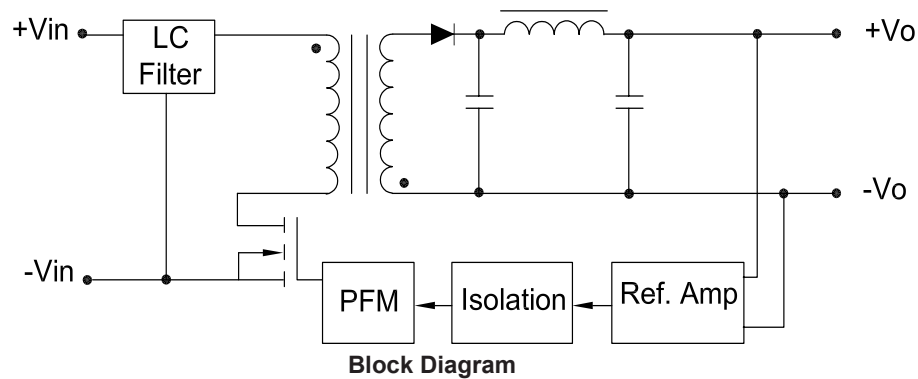 +Vin
LC
Filter
+Vo
-Vo
-Vin
PFM
Isolation
Ref. Amp
Block Diagram